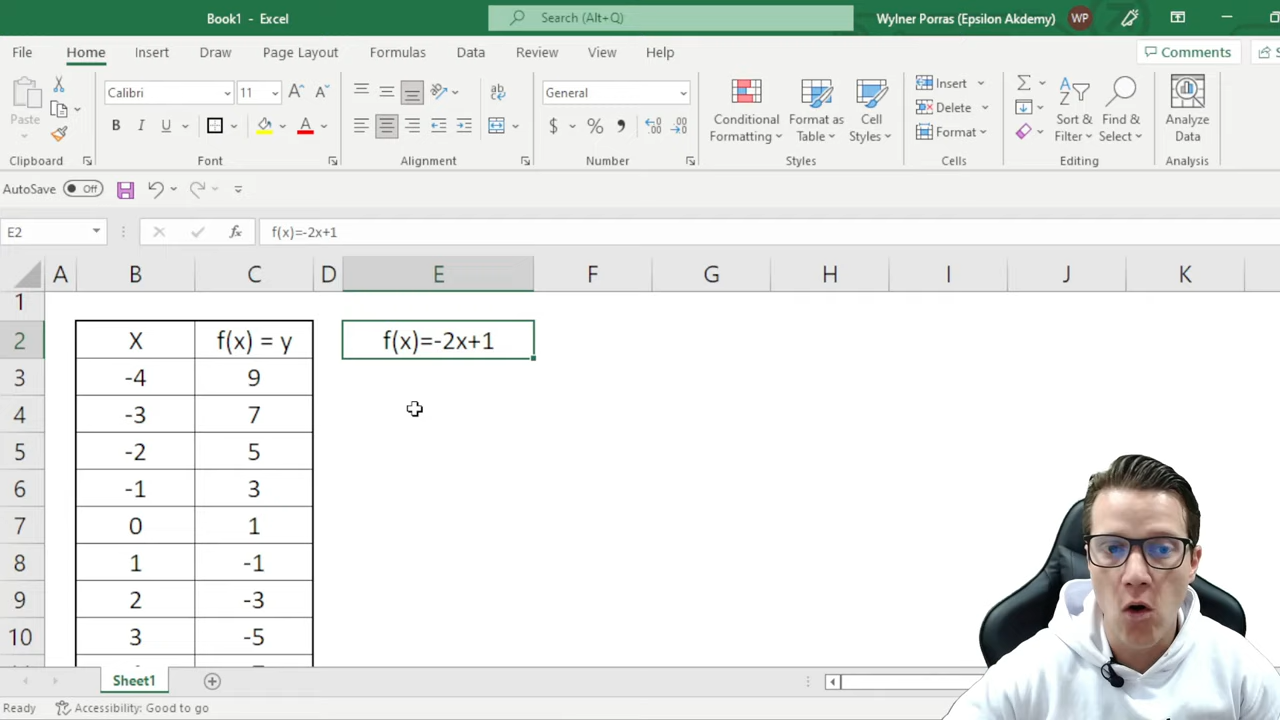 Book1 - Excel
Search (Alt+Q)
Wylner Porras (Epsilon Akdemy)
WP
File
Home
Insert
Draw
Page Layout
Formulas
Data
Review
View
Help
Comments
Paste
Calibri
11
General
Conditional Formatting
Format as Table
Cell Styles
Insert
Delete
Format
Sort & Filter
Find & Select
Analyze Data
Clipboard
Font
Alignment
Number
Styles
Cells
Editing
Analysis
AutoSave Off
E2
fx
f(x)=-2x+1
A B C D E F G H I J K
1
2 X f(x) = y f(x)=-2x+1
3 -4 9
4 -3 7
5 -2 5
6 -1 3
7 0 1
8 1 -1
9 2 -3
10 3 -5
Sheet1
Ready
Accessibility: Good to go